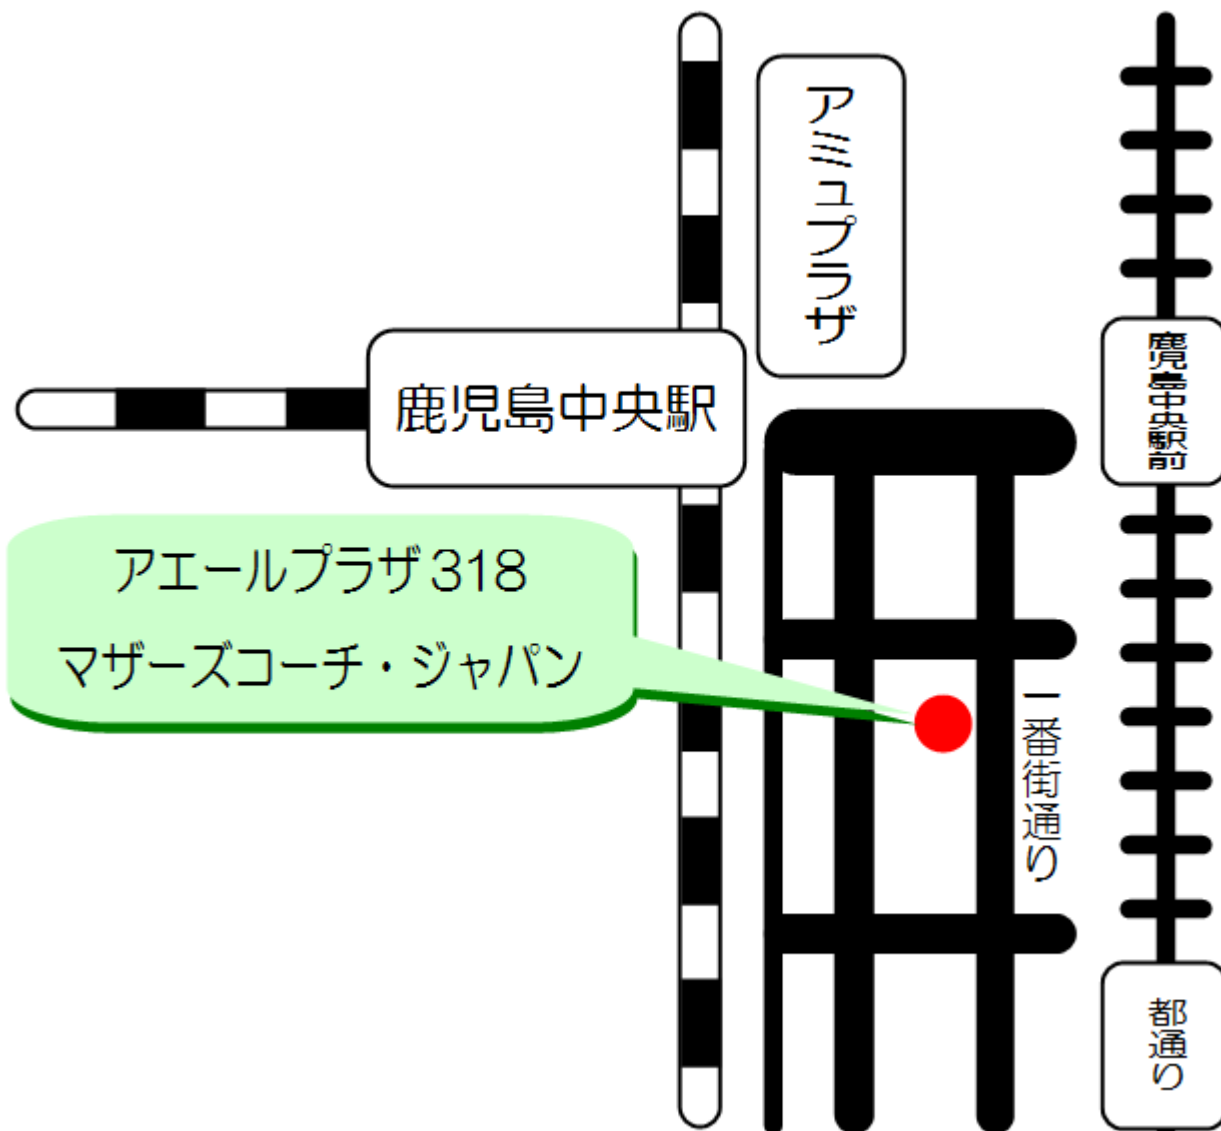 アミュプラザ
鹿児島中央駅
鹿児島中央駅前
アエールプラザ318
マザーズコーチ・ジャパン
一番街通り
都通り